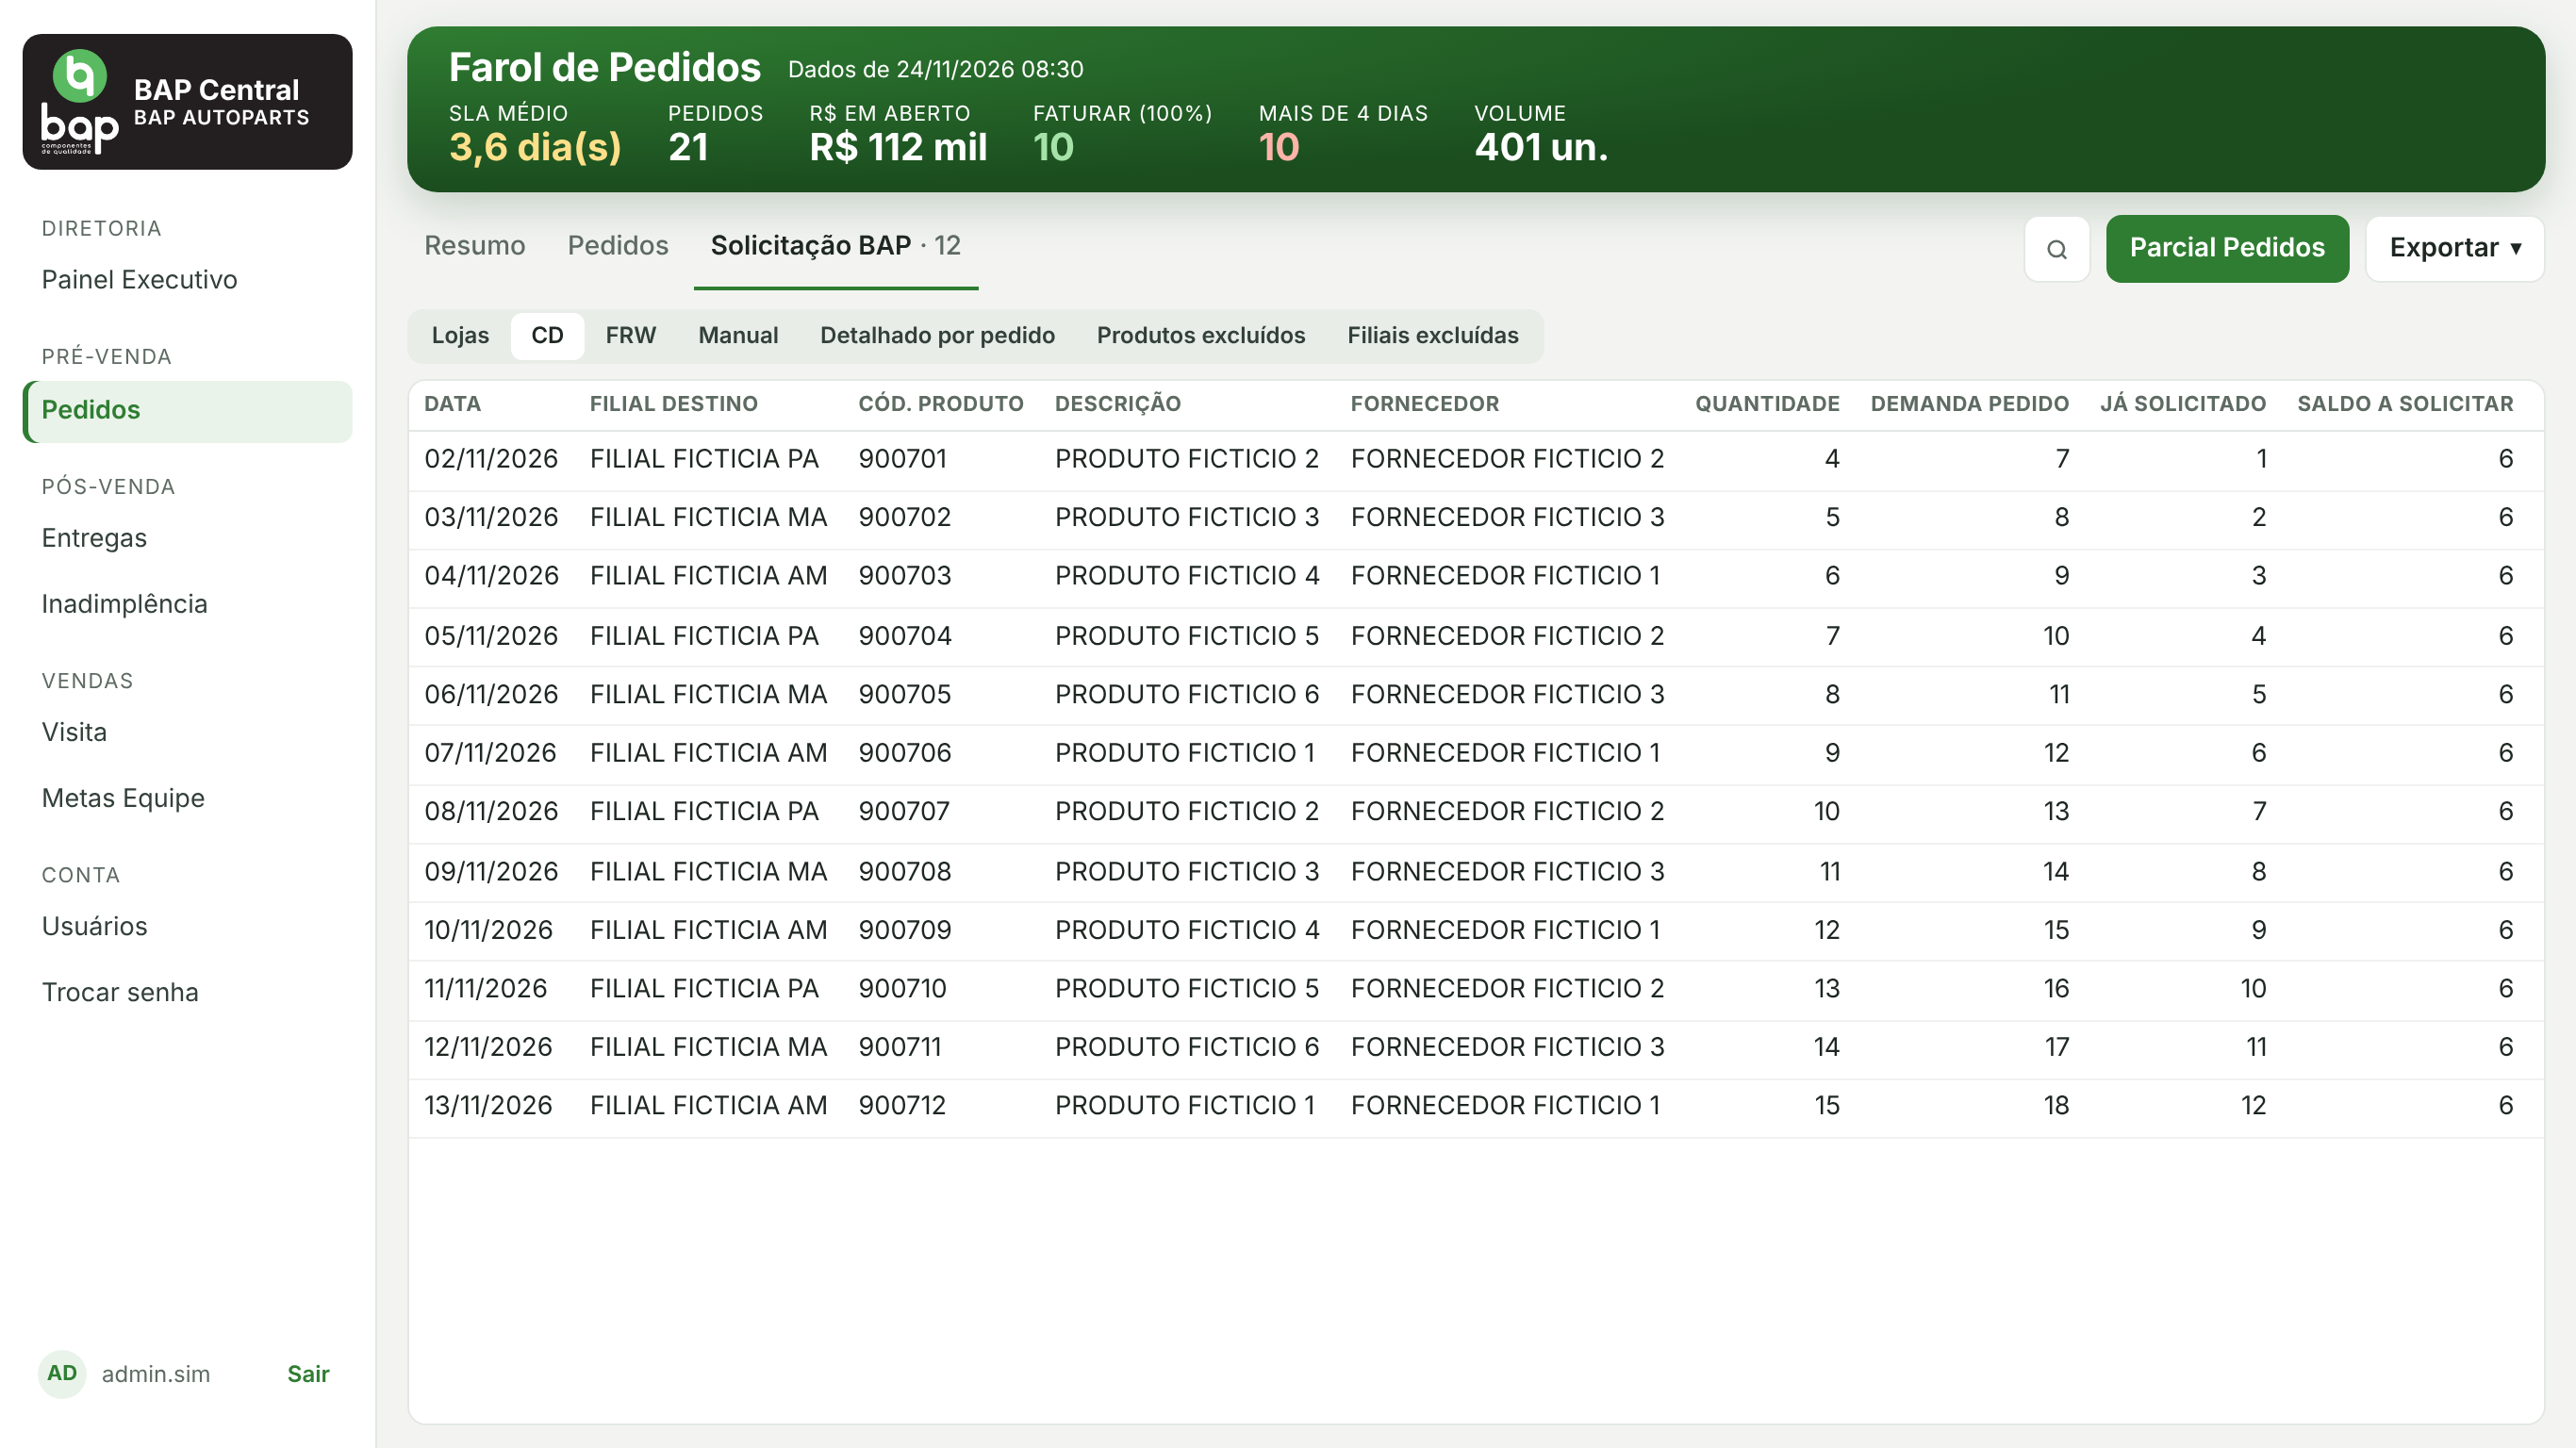 bap
componentes
de qualidade
BAP Central
BAP AUTOPARTS
DIRETORIA
Painel Executivo
PRÉ-VENDA
Pedidos
PÓS-VENDA
Entregas
Inadimplência
VENDAS
Visita
Metas Equipe
CONTA
Usuários
Trocar senha
AD admin.sim Sair
Farol de Pedidos Dados de 24/11/2026 08:30
SLA MÉDIO PEDIDOS R$ EM ABERTO FATURAR (100%) MAIS DE 4 DIAS VOLUME
3,6 dia(s) 21 R$ 112 mil 10 10 401 un.
Resumo Pedidos Solicitação BAP · 12 Parcial Pedidos Exportar ▾
Lojas CD FRW Manual Detalhado por pedido Produtos excluídos Filiais excluídas
DATA FILIAL DESTINO CÓD. PRODUTO DESCRIÇÃO FORNECEDOR QUANTIDADE DEMANDA PEDIDO JÁ SOLICITADO SALDO A SOLICITAR
02/11/2026 FILIAL FICTICIA PA 900701 PRODUTO FICTICIO 2 FORNECEDOR FICTICIO 2 4 7 1 6
03/11/2026 FILIAL FICTICIA MA 900702 PRODUTO FICTICIO 3 FORNECEDOR FICTICIO 3 5 8 2 6
04/11/2026 FILIAL FICTICIA AM 900703 PRODUTO FICTICIO 4 FORNECEDOR FICTICIO 1 6 9 3 6
05/11/2026 FILIAL FICTICIA PA 900704 PRODUTO FICTICIO 5 FORNECEDOR FICTICIO 2 7 10 4 6
06/11/2026 FILIAL FICTICIA MA 900705 PRODUTO FICTICIO 6 FORNECEDOR FICTICIO 3 8 11 5 6
07/11/2026 FILIAL FICTICIA AM 900706 PRODUTO FICTICIO 1 FORNECEDOR FICTICIO 1 9 12 6 6
08/11/2026 FILIAL FICTICIA PA 900707 PRODUTO FICTICIO 2 FORNECEDOR FICTICIO 2 10 13 7 6
09/11/2026 FILIAL FICTICIA MA 900708 PRODUTO FICTICIO 3 FORNECEDOR FICTICIO 3 11 14 8 6
10/11/2026 FILIAL FICTICIA AM 900709 PRODUTO FICTICIO 4 FORNECEDOR FICTICIO 1 12 15 9 6
11/11/2026 FILIAL FICTICIA PA 900710 PRODUTO FICTICIO 5 FORNECEDOR FICTICIO 2 13 16 10 6
12/11/2026 FILIAL FICTICIA MA 900711 PRODUTO FICTICIO 6 FORNECEDOR FICTICIO 3 14 17 11 6
13/11/2026 FILIAL FICTICIA AM 900712 PRODUTO FICTICIO 1 FORNECEDOR FICTICIO 1 15 18 12 6